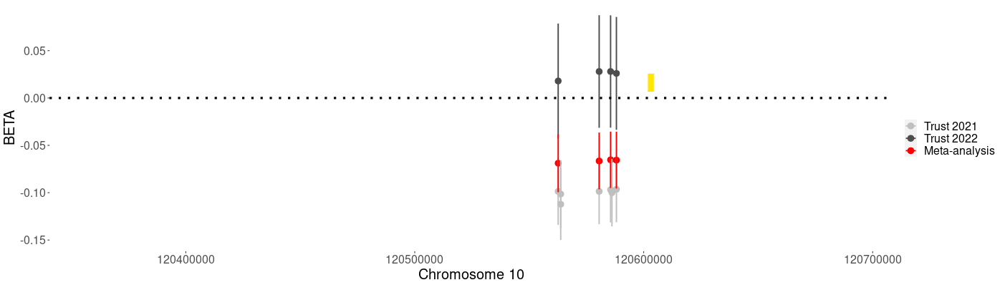 0.05
0.00
-0.05
-0.10
-0.15
BETA
120400000
120500000
120600000
120700000
Chromosome 10
Trust 2021
Trust 2022
Meta-analysis